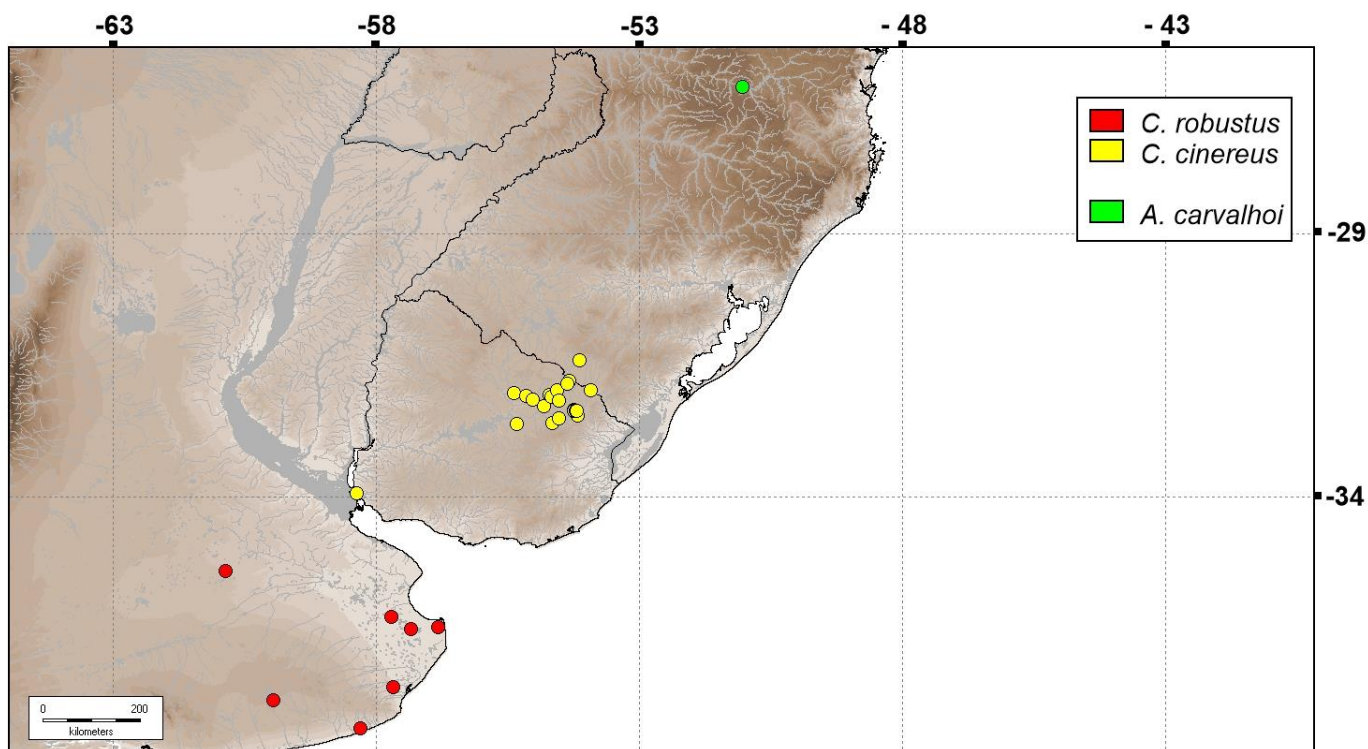 -63 -58 -53 - 48 - 43
C. robustus
C. cinereus
A. carvalhoi
-29
-34
0 200
kilometers